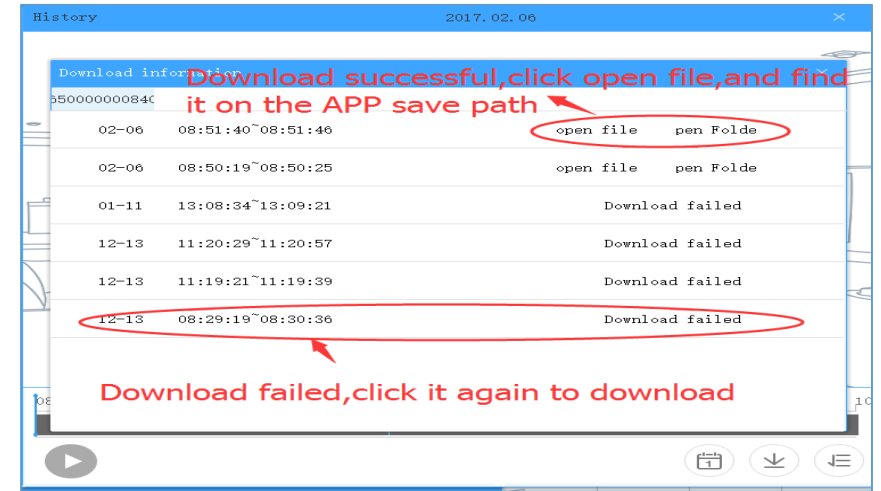 History 2017.02.06 ×
Download information ×
Download successful,click open file,and find
it on the APP save path
65000000084C
02-06 08:51:40~08:51:46 open file pen Folde
02-06 08:50:19~08:50:25 open file pen Folde
01-11 13:08:34~13:09:21 Download failed
12-13 11:20:29~11:20:57 Download failed
12-13 11:19:21~11:19:39 Download failed
12-13 08:29:19~08:30:36 Download failed
Download failed,click it again to download
08 10
1